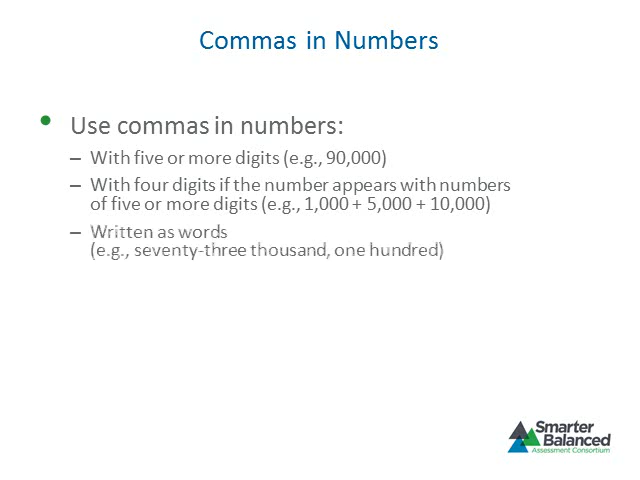 Commas in Numbers
• Use commas in numbers:
– With five or more digits (e.g., 90,000)
– With four digits if the number appears with numbers
of five or more digits (e.g., 1,000 + 5,000 + 10,000)
– Written as words
(e.g., seventy-three thousand, one hundred)
Smarter
Balanced
Assessment Consortium